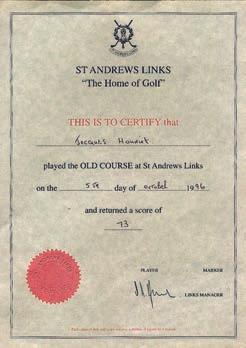 ST ANDREWS LINKS
"The Home of Golf"
THIS IS TO CERTIFY that
Jacques
played the OLD COURSE at St Andrews Links
on the 5th day of 1996
and returned a score of
73
PLAYER MARKER
LINKS MANAGER